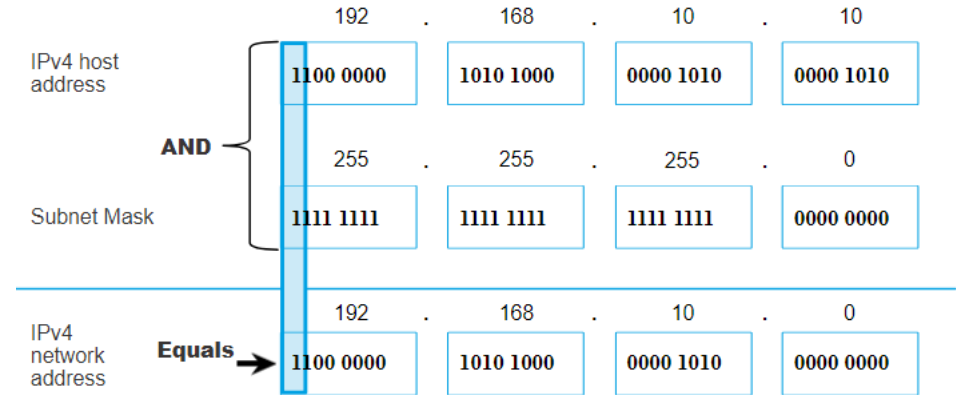 192 . 168 . 10 . 10
IPv4 host
address
1100 0000 1010 1000 0000 1010 0000 1010
AND
255 . 255 . 255 . 0
Subnet Mask
1111 1111 1111 1111 1111 1111 0000 0000
192 . 168 . 10 . 0
IPv4
network
address
Equals
1100 0000 1010 1000 0000 1010 0000 0000